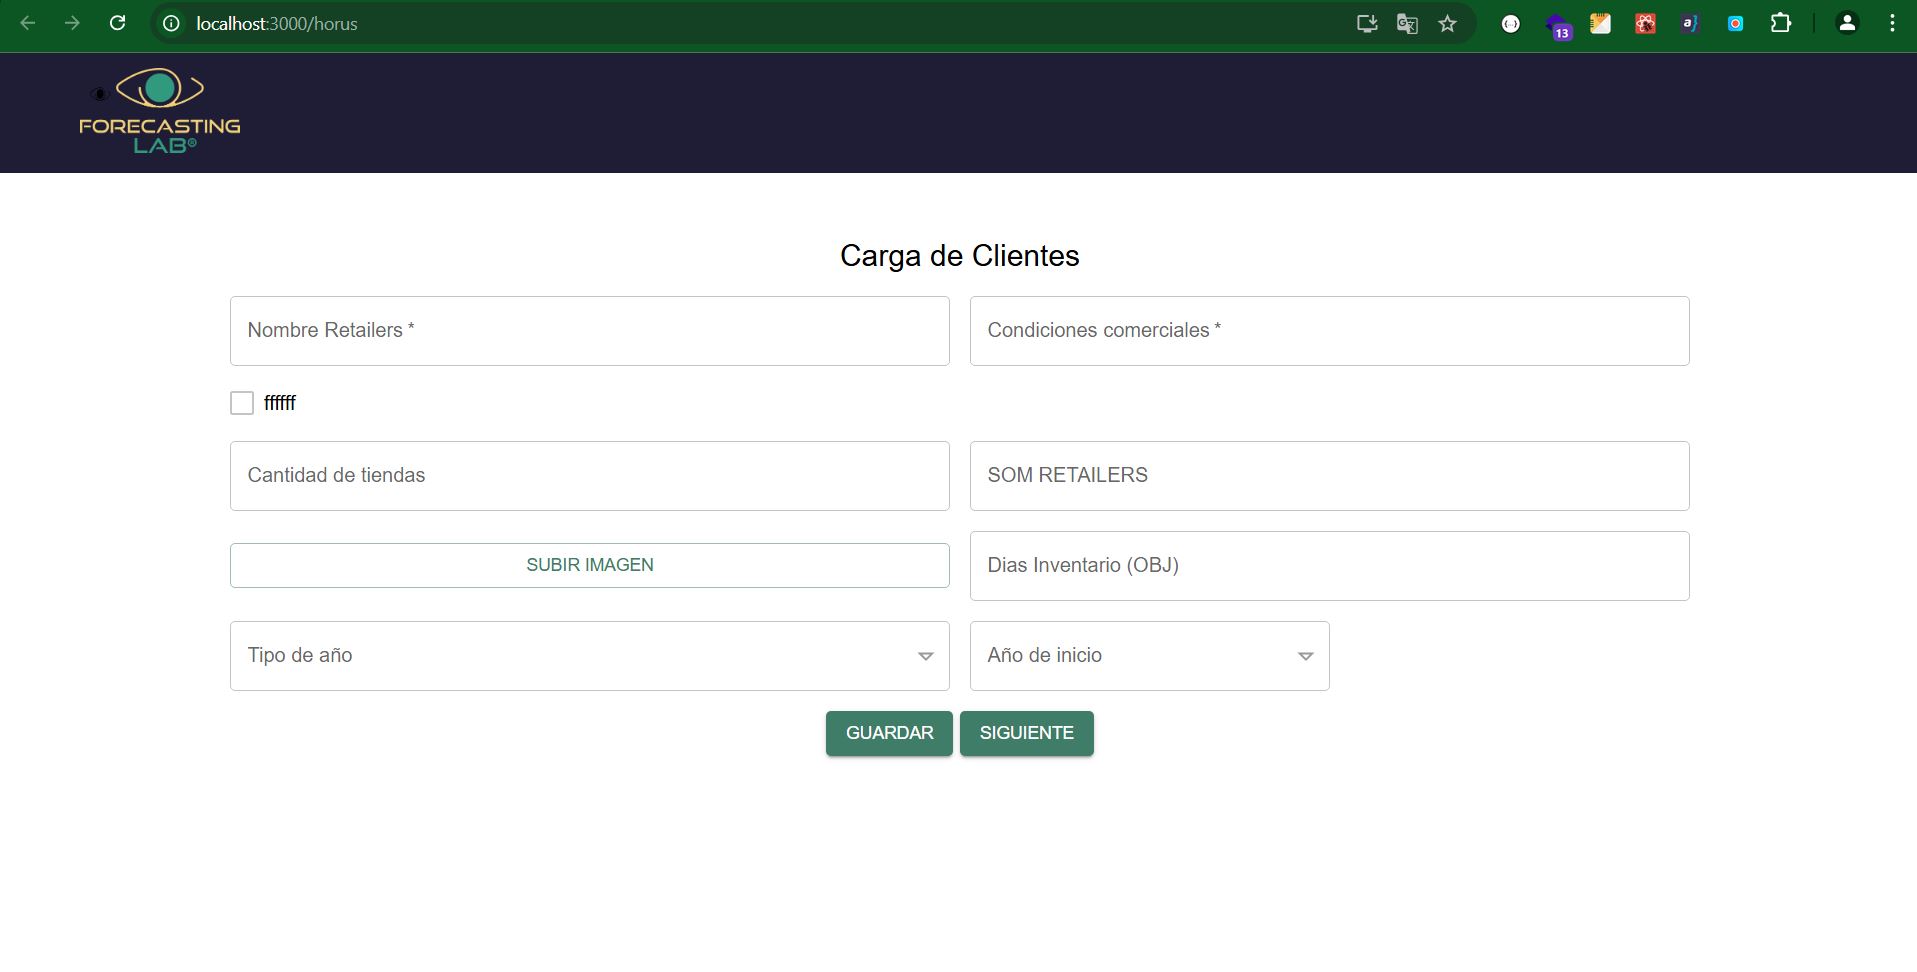 localhost:3000/horus
13
FORECASTING
LAB®
Carga de Clientes
Nombre Retailers *
Condiciones comerciales *
ffffff
Cantidad de tiendas
SOM RETAILERS
SUBIR IMAGEN
Dias Inventario (OBJ)
Tipo de año
Año de inicio
GUARDAR
SIGUIENTE